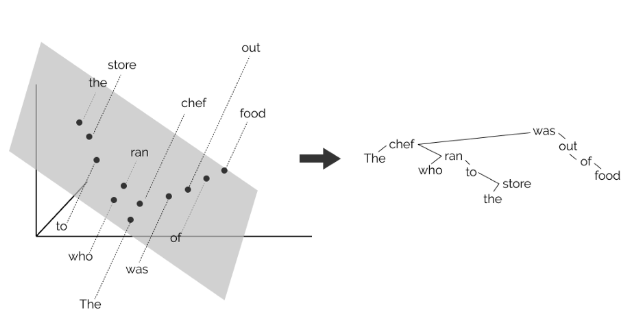 out
store
the
chef
food
ran
to
of
who
was
The
was
chef
out
The
ran
of
who
to
food
store
the